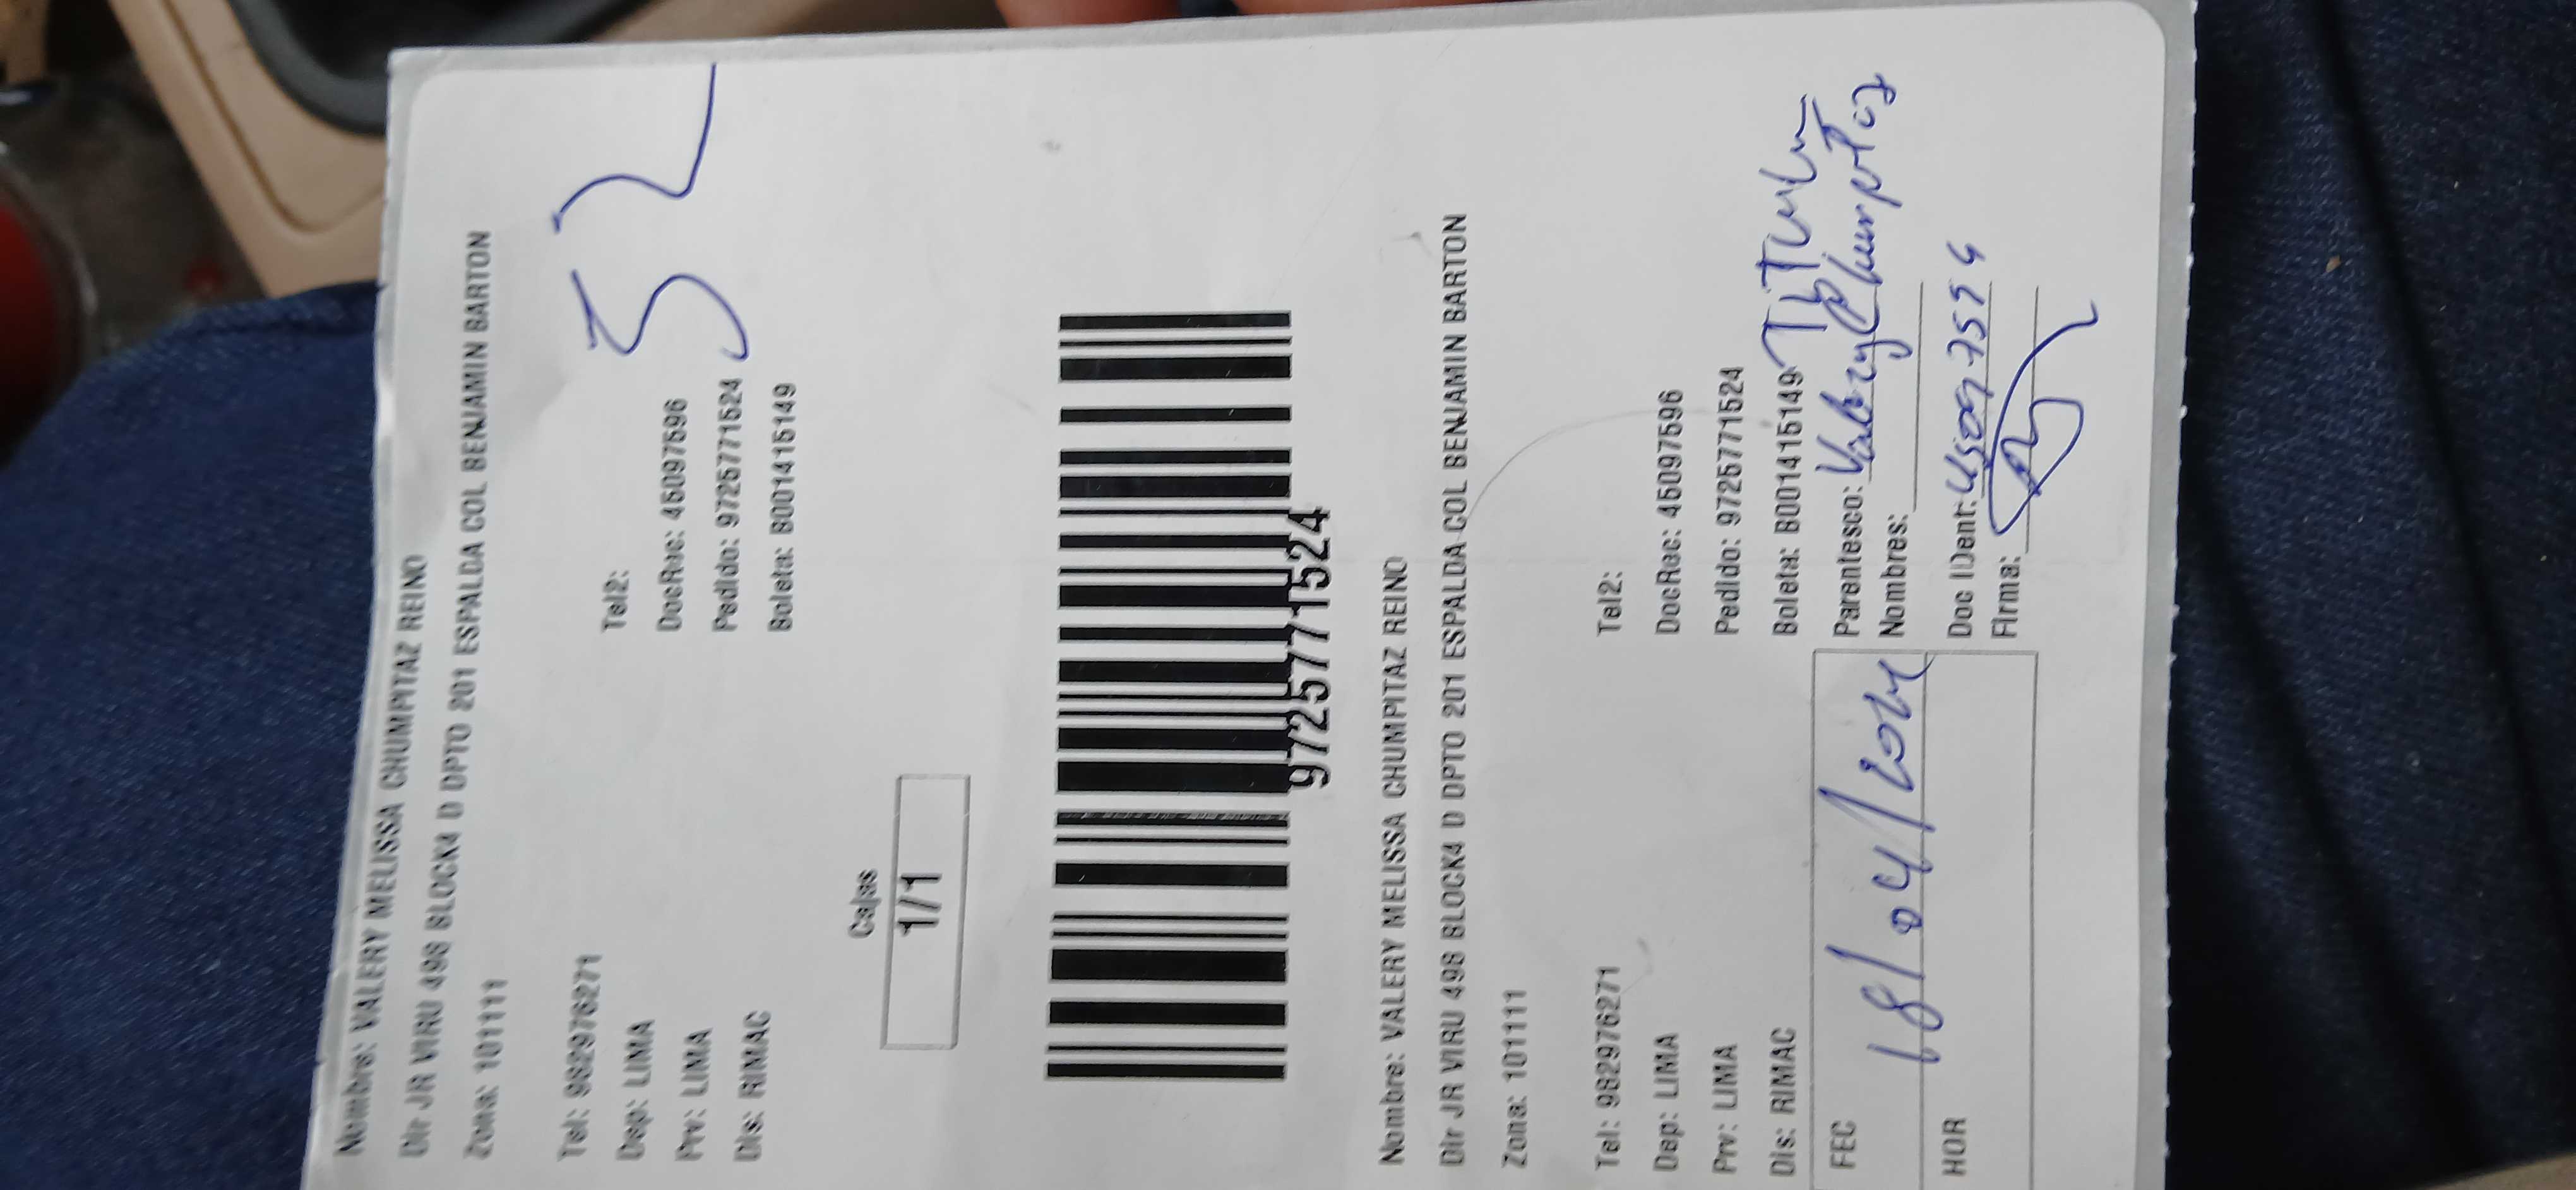 Nombre: VALERY MELISSA CHUMPITAZ REINO
Dir JR VIRU 498 BLOCK4 D DPTO 201 ESPALDA COL BENJAMIN BARTON
Zona: 101111
Tel: 982976271 Tel2:
Dep: LIMA DocRec: 45097596
Prv: LIMA Pedido: 9725771524
Dis: RIMAC Boleta: B001415149
52
Cajas
1/1
9725771524
Nombre: VALERY MELISSA CHUMPITAZ REINO
Dir JR VIRU 498 BLOCK4 D DPTO 201 ESPALDA COL BENJAMIN BARTON
Zona: 101111
Tel: 982976271 Tel2:
Dep: LIMA DocRec: 45097596
Prv: LIMA Pedido: 9725771524
Dis: RIMAC Boleta: B001415149
FEC 18/04/2024 Parentesco: Titular
Nombres: Valery Chumpitaz
HOR Doc IDent: 45097596
Firma: